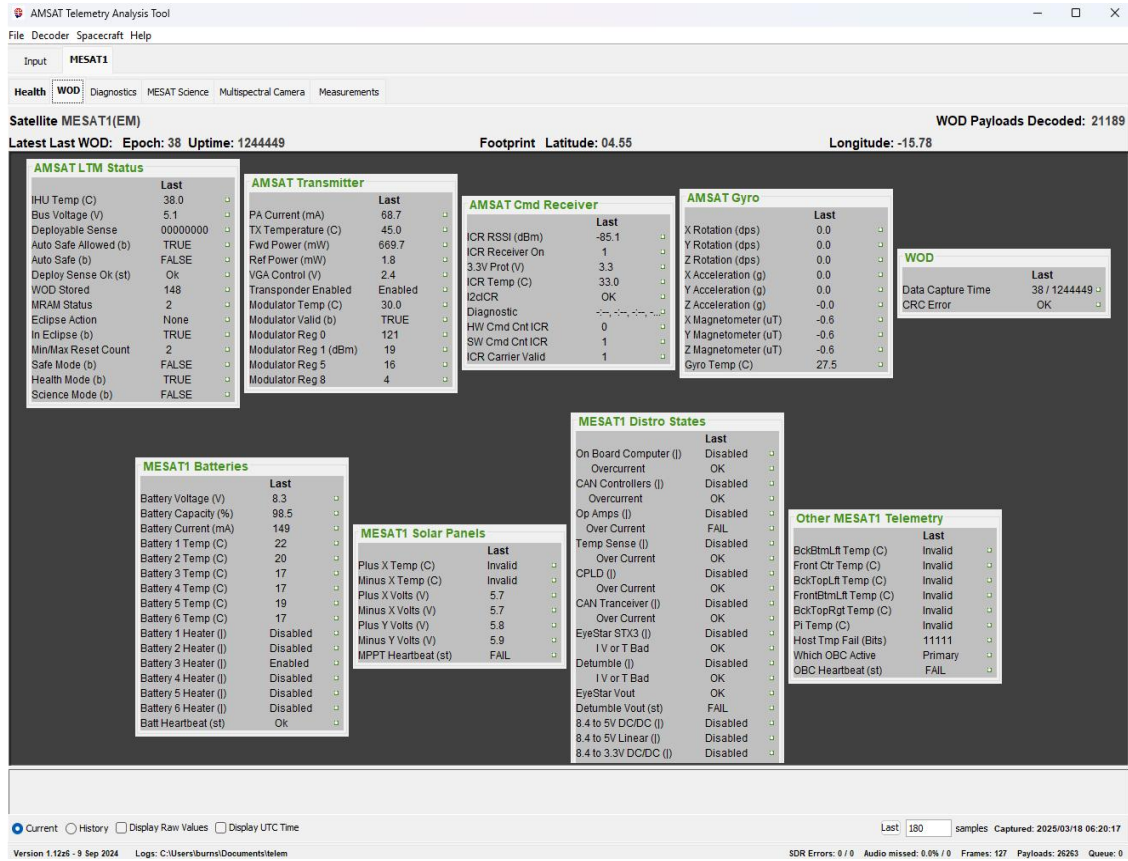 AMSAT Telemetry Analysis Tool
File Decoder Spacecraft Help
Input MESAT1
Health WOD Diagnostics MESAT Science Multispectral Camera Measurements
Satellite MESAT1(EM) WOD Payloads Decoded: 21189
Latest Last WOD: Epoch: 38 Uptime: 1244449 Footprint Latitude: 04.55 Longitude: -15.78
AMSAT LTM Status
Last
IHU Temp (C) 38.0
Bus Voltage (V) 5.1
Deployable Sense 00000000
Auto Safe Allowed (b) TRUE
Auto Safe (b) FALSE
Deploy Sense Ok (st) Ok
WOD Stored 148
MRAM Status 2
Eclipse Action None
In Eclipse (b) TRUE
Min/Max Reset Count 2
Safe Mode (b) FALSE
Health Mode (b) TRUE
Science Mode (b) FALSE
AMSAT Transmitter
Last
PA Current (mA) 68.7
TX Temperature (C) 45.0
Fwd Power (mW) 669.7
Ref Power (mW) 1.8
VGA Control (V) 2.4
Transponder Enabled Enabled
Modulator Temp (C) 30.0
Modulator Valid (b) TRUE
Modulator Reg 0 121
Modulator Reg 1 (dBm) 19
Modulator Reg 5 16
Modulator Reg 8 4
AMSAT Cmd Receiver
Last
ICR RSSI (dBm) -85.1
ICR Receiver On 1
3.3V Prot (V) 3.3
ICR Temp (C) 33.0
I2cICR OK
Diagnostic -:--, -:--, -:--, -...
HW Cmd Cnt ICR 0
SW Cmd Cnt ICR 1
ICR Carrier Valid 1
AMSAT Gyro
Last
X Rotation (dps) 0.0
Y Rotation (dps) 0.0
Z Rotation (dps) 0.0
X Acceleration (g) 0.0
Y Acceleration (g) 0.0
Z Acceleration (g) -0.0
X Magnetometer (uT) -0.6
Y Magnetometer (uT) -0.6
Z Magnetometer (uT) -0.6
Gyro Temp (C) 27.5
WOD
Last
Data Capture Time 38 / 1244449
CRC Error OK
MESAT1 Batteries
Last
Battery Voltage (V) 8.3
Battery Capacity (%) 98.5
Battery Current (mA) 149
Battery 1 Temp (C) 22
Battery 2 Temp (C) 20
Battery 3 Temp (C) 17
Battery 4 Temp (C) 17
Battery 5 Temp (C) 19
Battery 6 Temp (C) 17
Battery 1 Heater (|) Disabled
Battery 2 Heater (|) Disabled
Battery 3 Heater (|) Enabled
Battery 4 Heater (|) Disabled
Battery 5 Heater (|) Disabled
Battery 6 Heater (|) Disabled
Batt Heartbeat (st) Ok
MESAT1 Solar Panels
Last
Plus X Temp (C) Invalid
Minus X Temp (C) Invalid
Plus X Volts (V) 5.7
Minus X Volts (V) 5.7
Plus Y Volts (V) 5.8
Minus Y Volts (V) 5.9
MPPT Heartbeat (st) FAIL
MESAT1 Distro States
Last
On Board Computer (|) Disabled
Overcurrent OK
CAN Controllers (|) Disabled
Overcurrent OK
Op Amps (|) Disabled
Over Current FAIL
Temp Sense (|) Disabled
Over Current OK
CPLD (|) Disabled
Over Current OK
CAN Tranceiver (|) Disabled
Over Current OK
EyeStar STX3 (|) Disabled
I V or T Bad OK
Detumble (|) Disabled
I V or T Bad OK
EyeStar Vout OK
Detumble Vout (st) FAIL
8.4 to 5V DC/DC (|) Disabled
8.4 to 5V Linear (|) Disabled
8.4 to 3.3V DC/DC (|) Disabled
Other MESAT1 Telemetry
Last
BckBtmLft Temp (C) Invalid
Front Ctr Temp (C) Invalid
BckTopLft Temp (C) Invalid
FrontBtmLft Temp (C) Invalid
BckTopRgt Temp (C) Invalid
Pi Temp (C) Invalid
Host Tmp Fail (Bits) 11111
Which OBC Active Primary
OBC Heartbeat (st) FAIL
Current History Display Raw Values Display UTC Time Last 180 samples Captured: 2025/03/18 06:20:17
Version 1.12z6 - 9 Sep 2024 Logs: C:\Users\burns\Documents\telem SDR Errors: 0 / 0 Audio missed: 0.0% / 0 Frames: 127 Payloads: 26263 Queue: 0